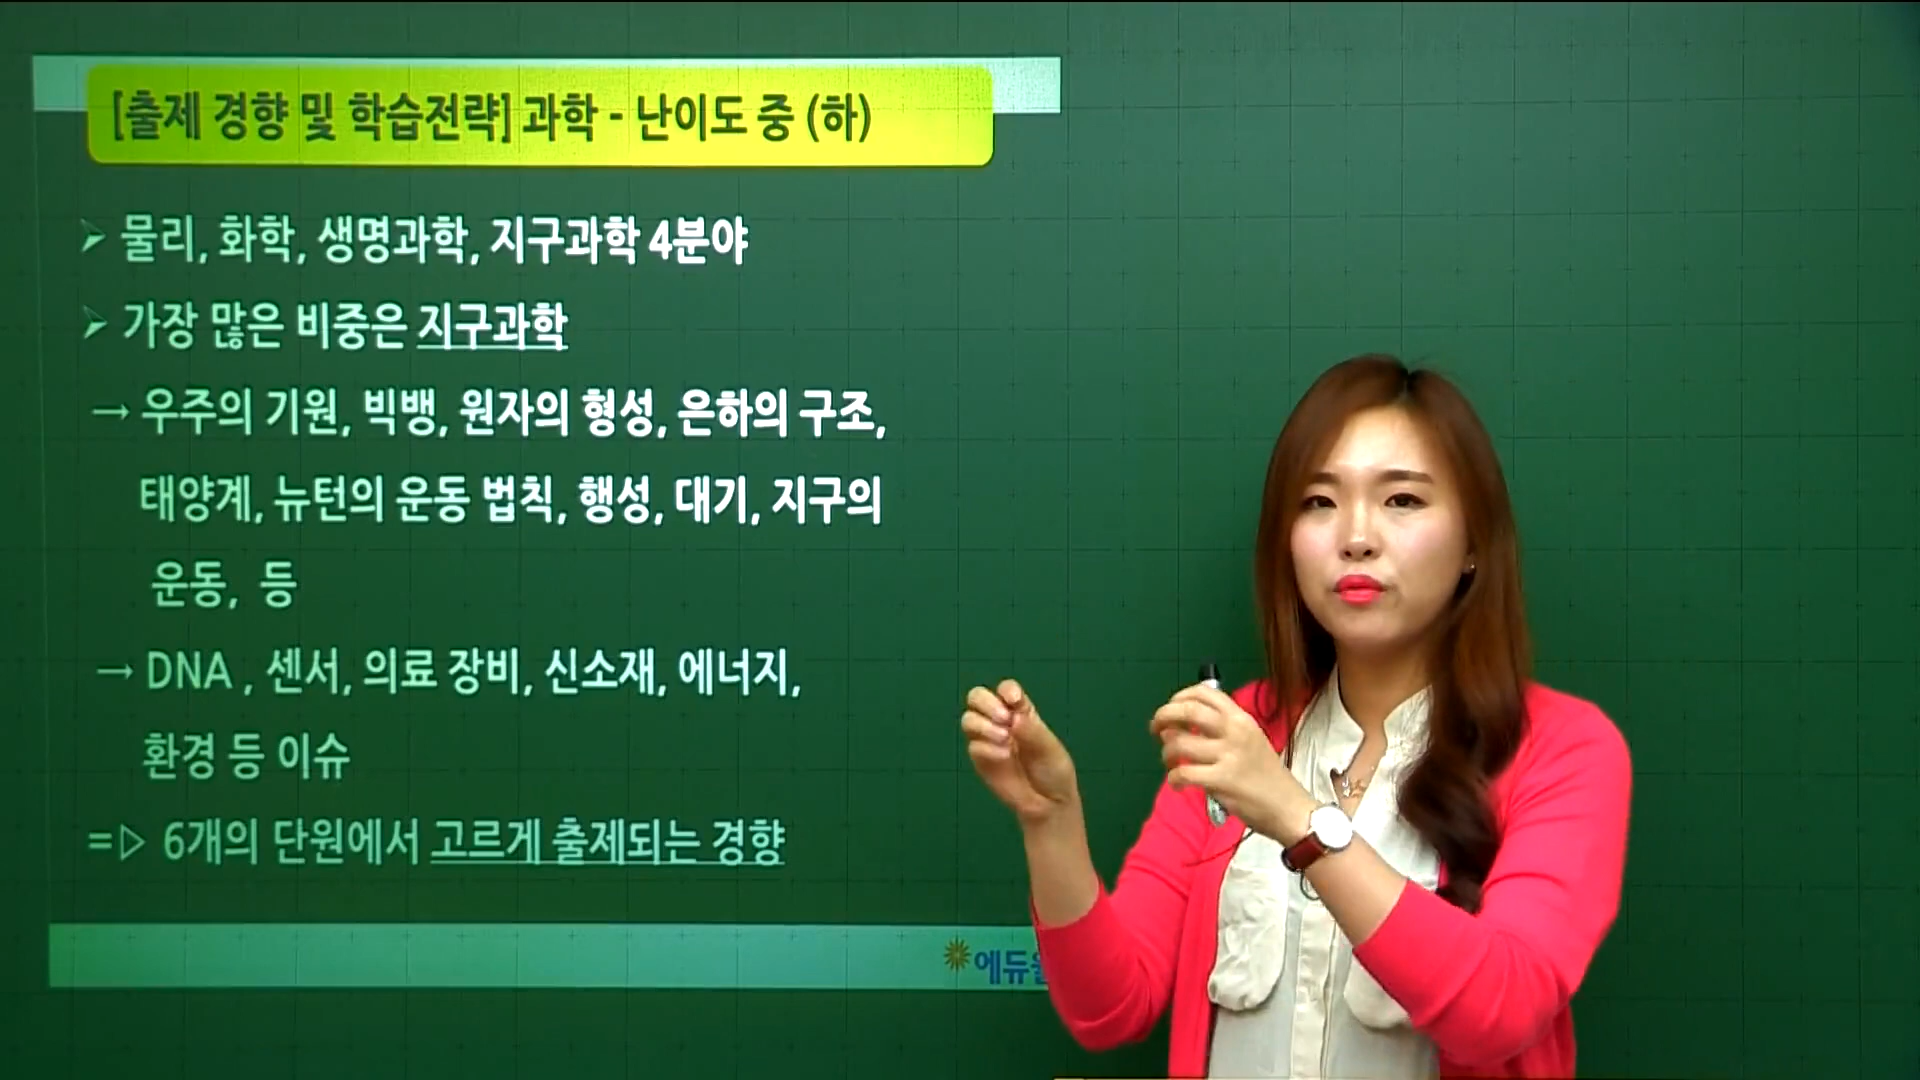 [출제 경향 및 학습전략] 과학 - 난이도 중 (하)
➢ 물리, 화학, 생명과학, 지구과학 4분야
➢ 가장 많은 비중은 지구과학
→ 우주의 기원, 빅뱅, 원자의 형성, 은하의 구조,
태양계, 뉴턴의 운동 법칙, 행성, 대기, 지구의
운동, 등
→ DNA , 센서, 의료 장비, 신소재, 에너지,
환경 등 이슈
=▷ 6개의 단원에서 고르게 출제되는 경향
에듀